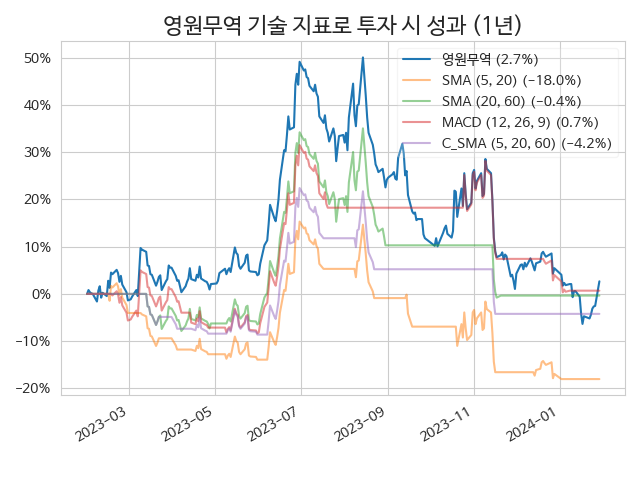 영원무역 기술 지표로 투자 시 성과 (1년)
영원무역 (2.7%)
SMA (5, 20) (−18.0%)
SMA (20, 60) (−0.4%)
MACD (12, 26, 9) (0.7%)
C_SMA (5, 20, 60) (−4.2%)
50%
40%
30%
20%
10%
0%
−10%
−20%
2023−03
2023−05
2023−07
2023−09
2023−11
2024−01